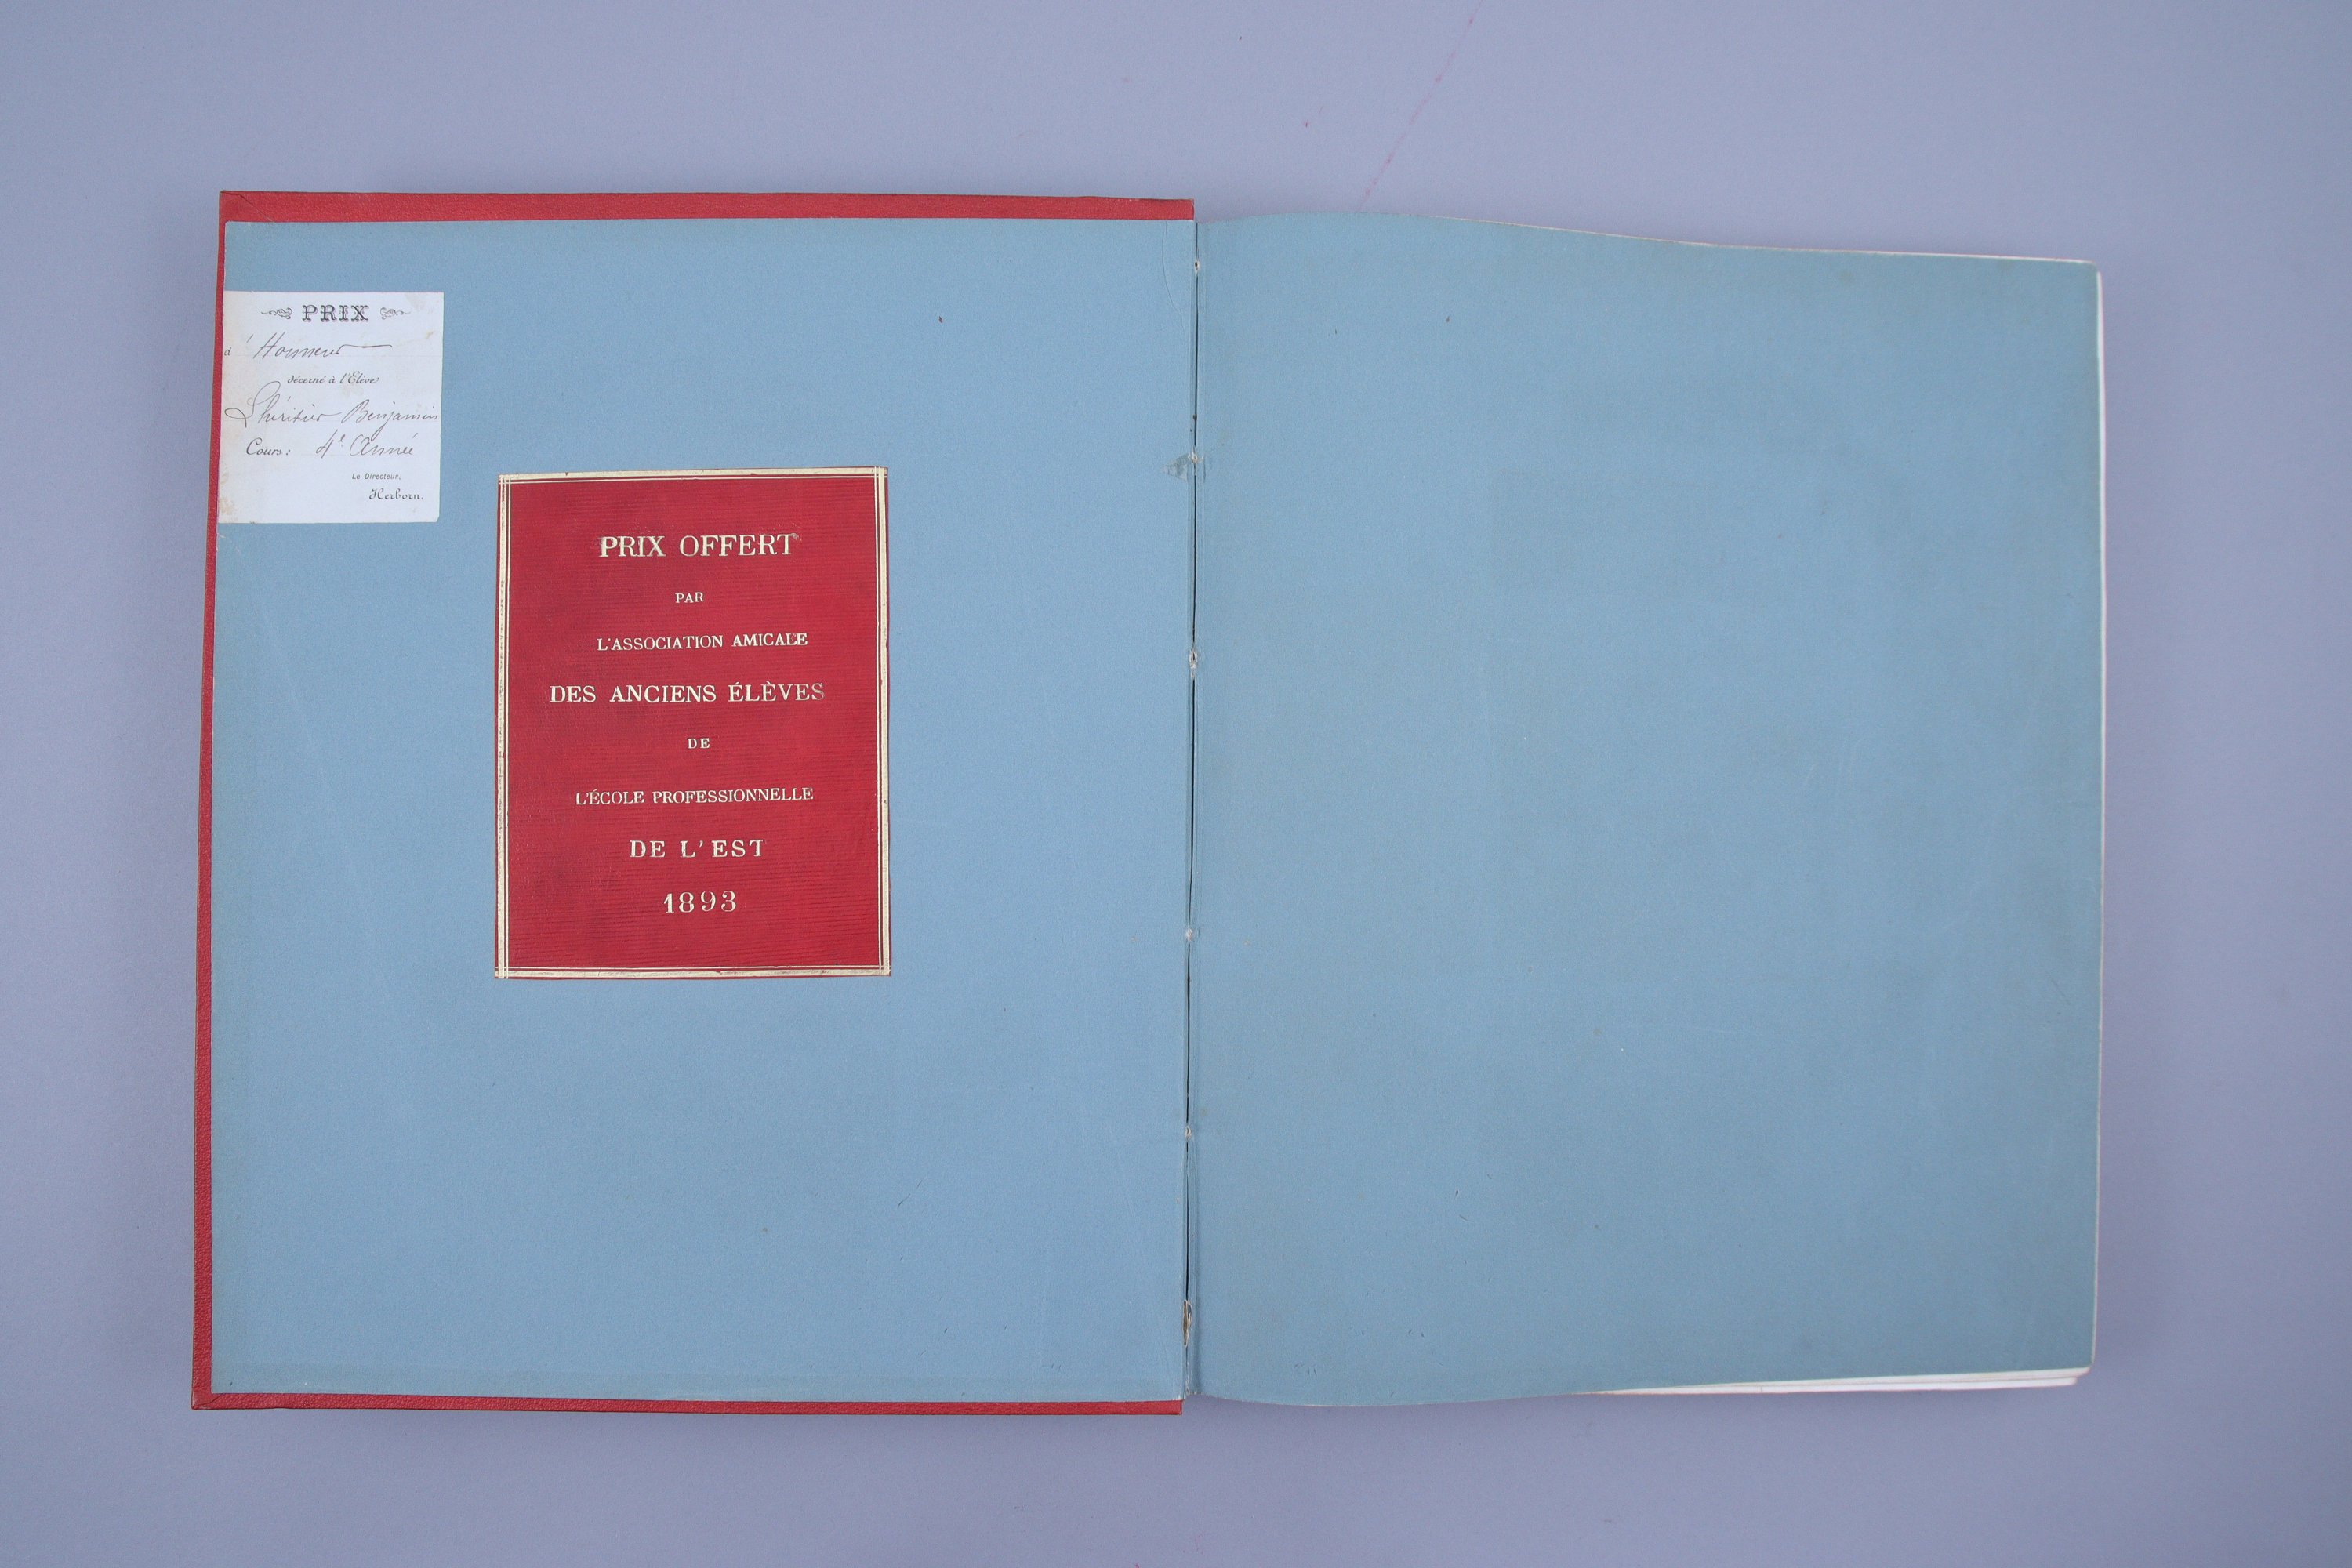 PRIX
d'Honneur
décerné à l'Elève
Lhéritier Benjamin
Cours: 4e Année
Le Directeur,
Herborn.
PRIX OFFERT
PAR
L'ASSOCIATION AMICALE
DES ANCIENS ÉLÈVES
DE
L'ÉCOLE PROFESSIONNELLE
DE L'EST
1893